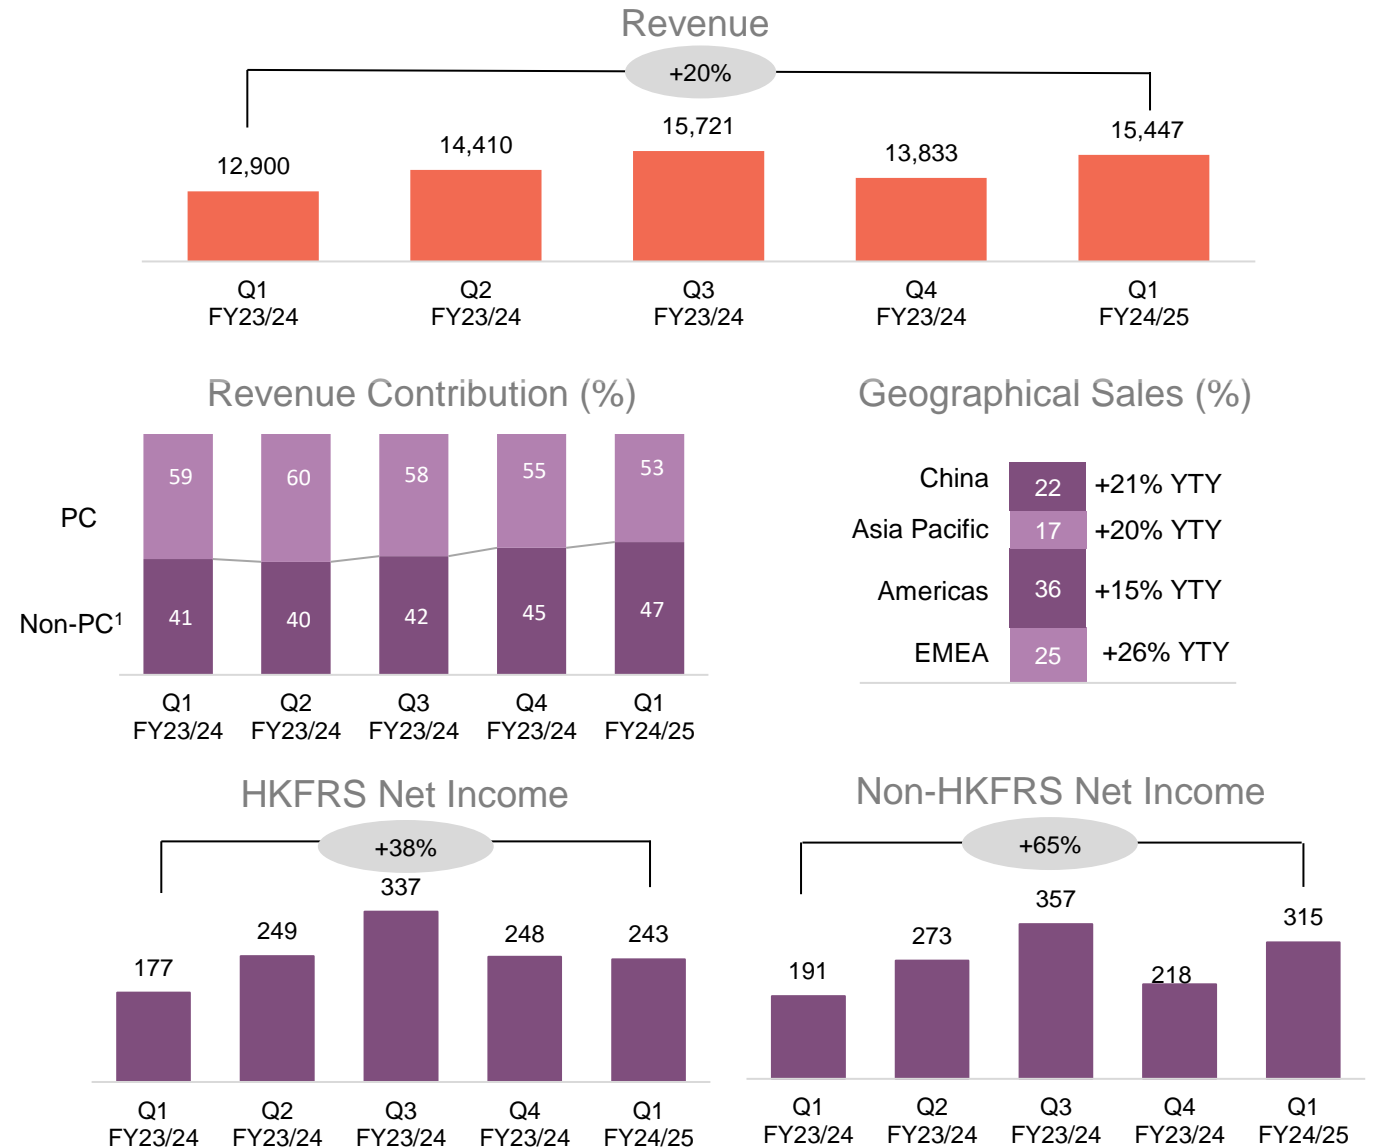 Revenue
+20%
12,900
14,410
15,721
13,833
15,447
Q1
FY23/24
Q2
FY23/24
Q3
FY23/24
Q4
FY23/24
Q1
FY24/25
Revenue Contribution (%)
PC
Non-PC¹
59
60
58
55
53
41
40
42
45
47
Q1
FY23/24
Q2
FY23/24
Q3
FY23/24
Q4
FY23/24
Q1
FY24/25
Geographical Sales (%)
China 22 +21% YTY
Asia Pacific 17 +20% YTY
Americas 36 +15% YTY
EMEA 25 +26% YTY
HKFRS Net Income
+38%
177
249
337
248
243
Q1
FY23/24
Q2
FY23/24
Q3
FY23/24
Q4
FY23/24
Q1
FY24/25
Non-HKFRS Net Income
+65%
191
273
357
218
315
Q1
FY23/24
Q2
FY23/24
Q3
FY23/24
Q4
FY23/24
Q1
FY24/25